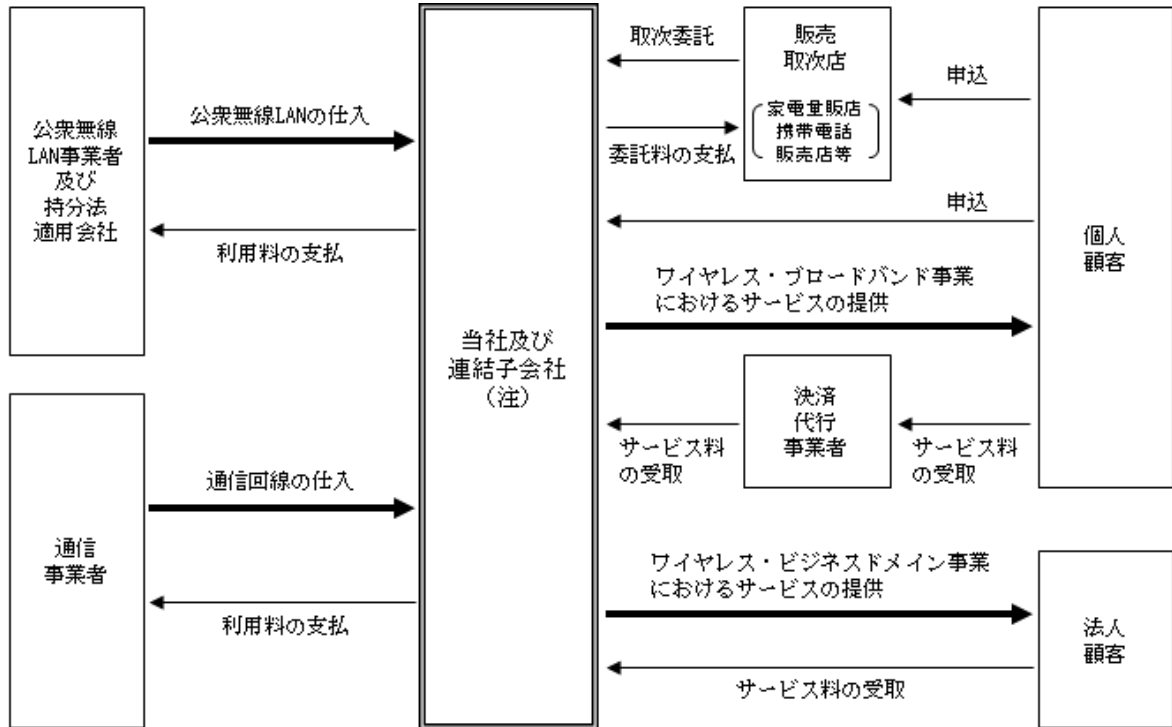 公衆無線
LAN事業者
及び
持分法
適用会社
公衆無線LANの仕入
利用料の支払
通信
事業者
通信回線の仕入
利用料の支払
当社及び
連結子会社
(注)
取次委託
委託料の支払
販売
取次店
家電量販店
携帯電話
販売店等
申込
申込
ワイヤレス・ブロードバンド事業
におけるサービスの提供
サービス料
の受取
決済
代行
事業者
サービス料
の受取
個人
顧客
ワイヤレス・ビジネスドメイン事業
におけるサービスの提供
サービス料の受取
法人
顧客